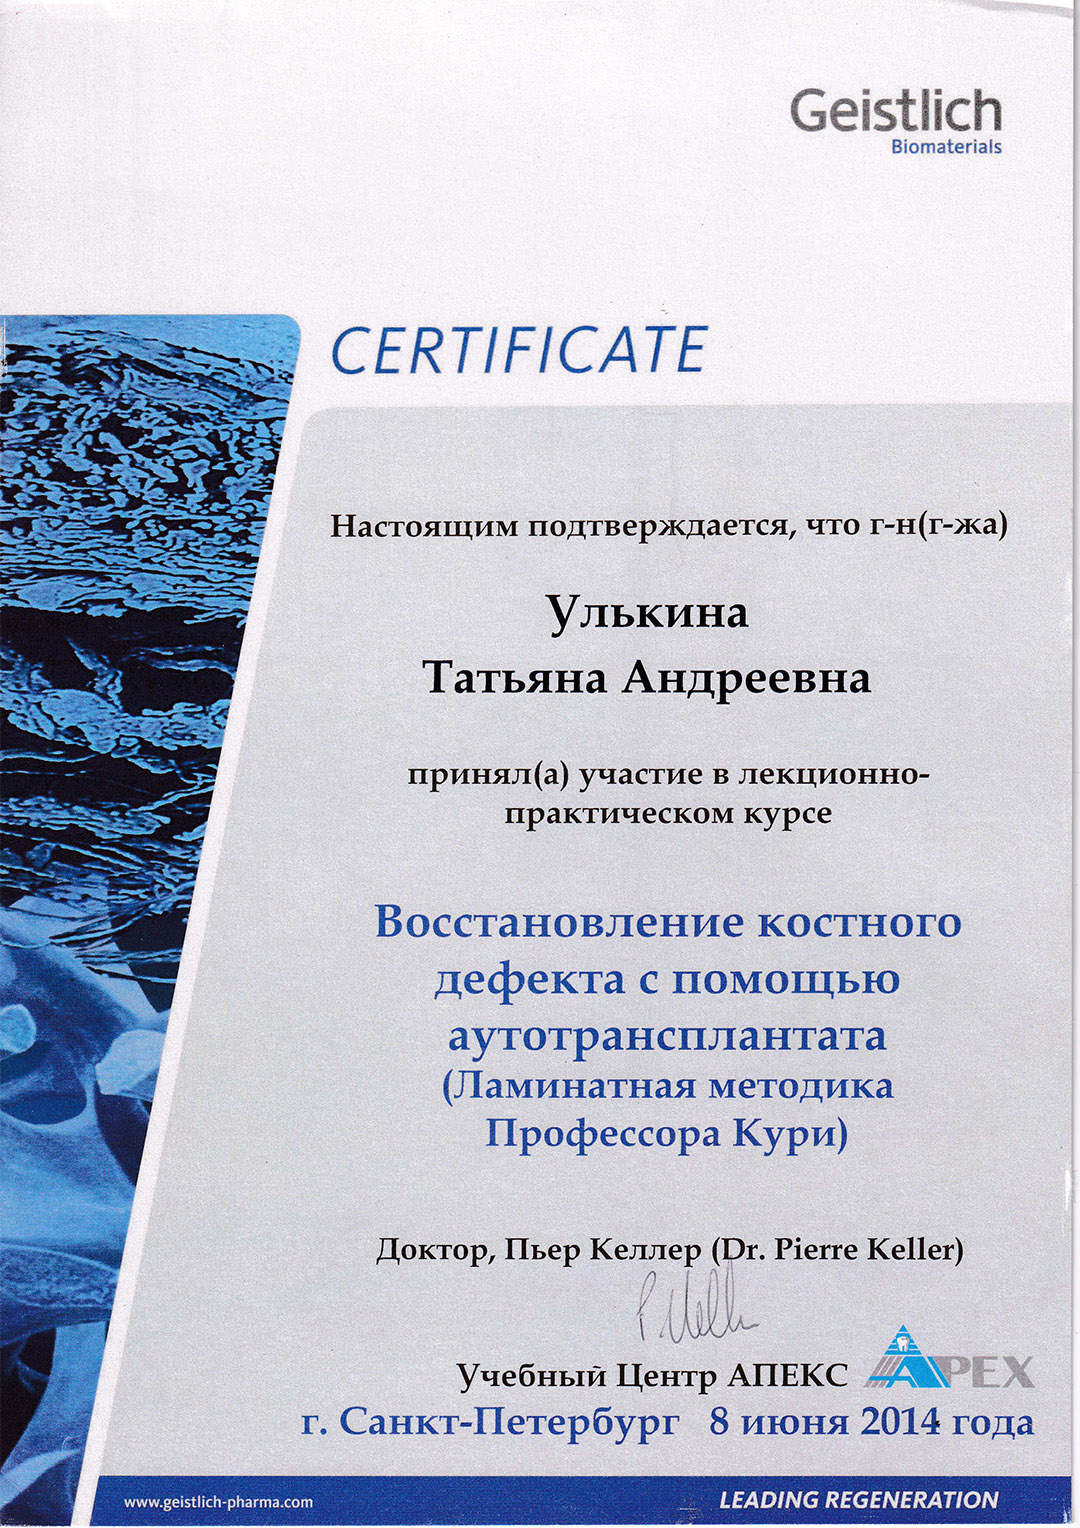 Geistlich
Biomaterials
CERTIFICATE
Настоящим подтверждается, что г-н(г-жа)
Улькина
Татьяна Андреевна
принял(а) участие в лекционно-
практическом курсе
Восстановление костного
дефекта с помощью
аутотрансплантата
(Ламинатная методика
Профессора Кури)
Доктор, Пьер Келлер (Dr. Pierre Keller)
P. Keller
Учебный Центр АПЕКС APEX
г. Санкт-Петербург 8 июня 2014 года
www.geistlich-pharma.com LEADING REGENERATION